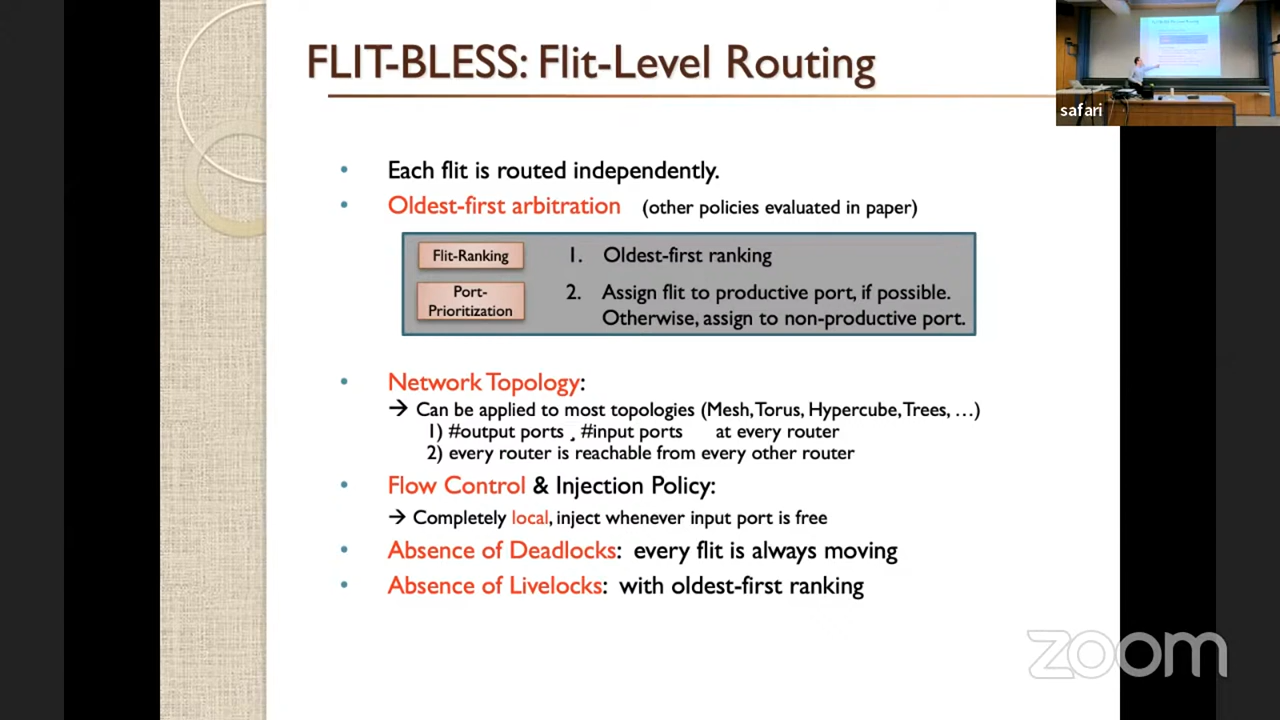 FLIT-BLESS: Flit-Level Routing
safari
• Each flit is routed independently.
• Oldest-first arbitration (other policies evaluated in paper)
Flit-Ranking 1. Oldest-first ranking
Port-Prioritization 2. Assign flit to productive port, if possible.
Otherwise, assign to non-productive port.
• Network Topology:
→ Can be applied to most topologies (Mesh, Torus, Hypercube, Trees, …)
1) #output ports ¸ #input ports at every router
2) every router is reachable from every other router
• Flow Control & Injection Policy:
→ Completely local, inject whenever input port is free
• Absence of Deadlocks: every flit is always moving
• Absence of Livelocks: with oldest-first ranking
zoom